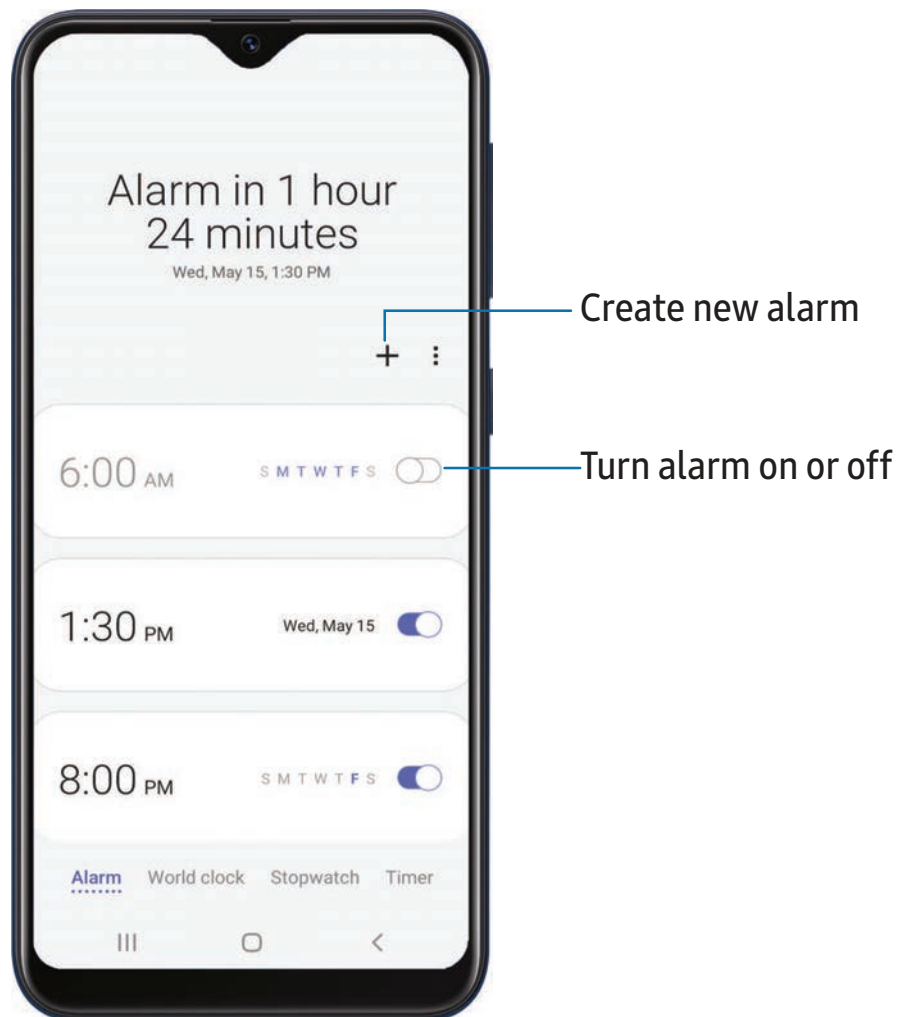 Alarm in 1 hour
24 minutes
Wed, May 15, 1:30 PM
Create new alarm
6:00 AM S M T W T F S
Turn alarm on or off
1:30 PM Wed, May 15
8:00 PM S M T W T F S
Alarm World clock Stopwatch Timer